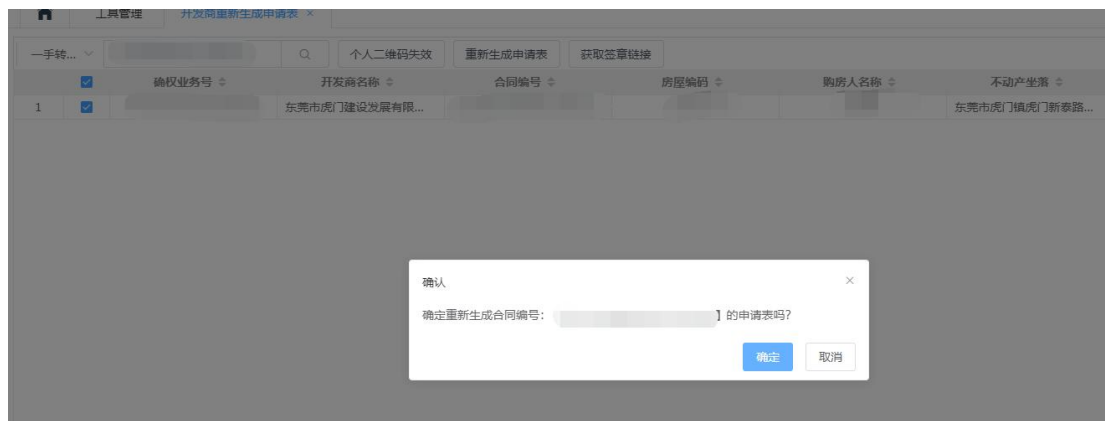 工具管理 开发商重新生成申请表 ×
一手转... 个人二维码失效 重新生成申请表 获取签章链接
确权业务号 开发商名称 合同编号 房屋编码 购房人名称 不动产坐落
1 东莞市虎门建设发展有限... 东莞市虎门镇虎门新泰路...
确认 ×
确定重新生成合同编号： 】的申请表吗?
确定 取消